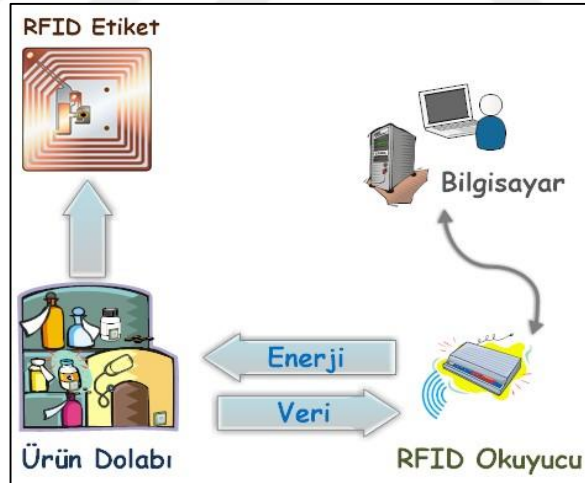 RFID Etiket
Bilgisayar
Enerji
Veri
Ürün Dolabı
RFID Okuyucu